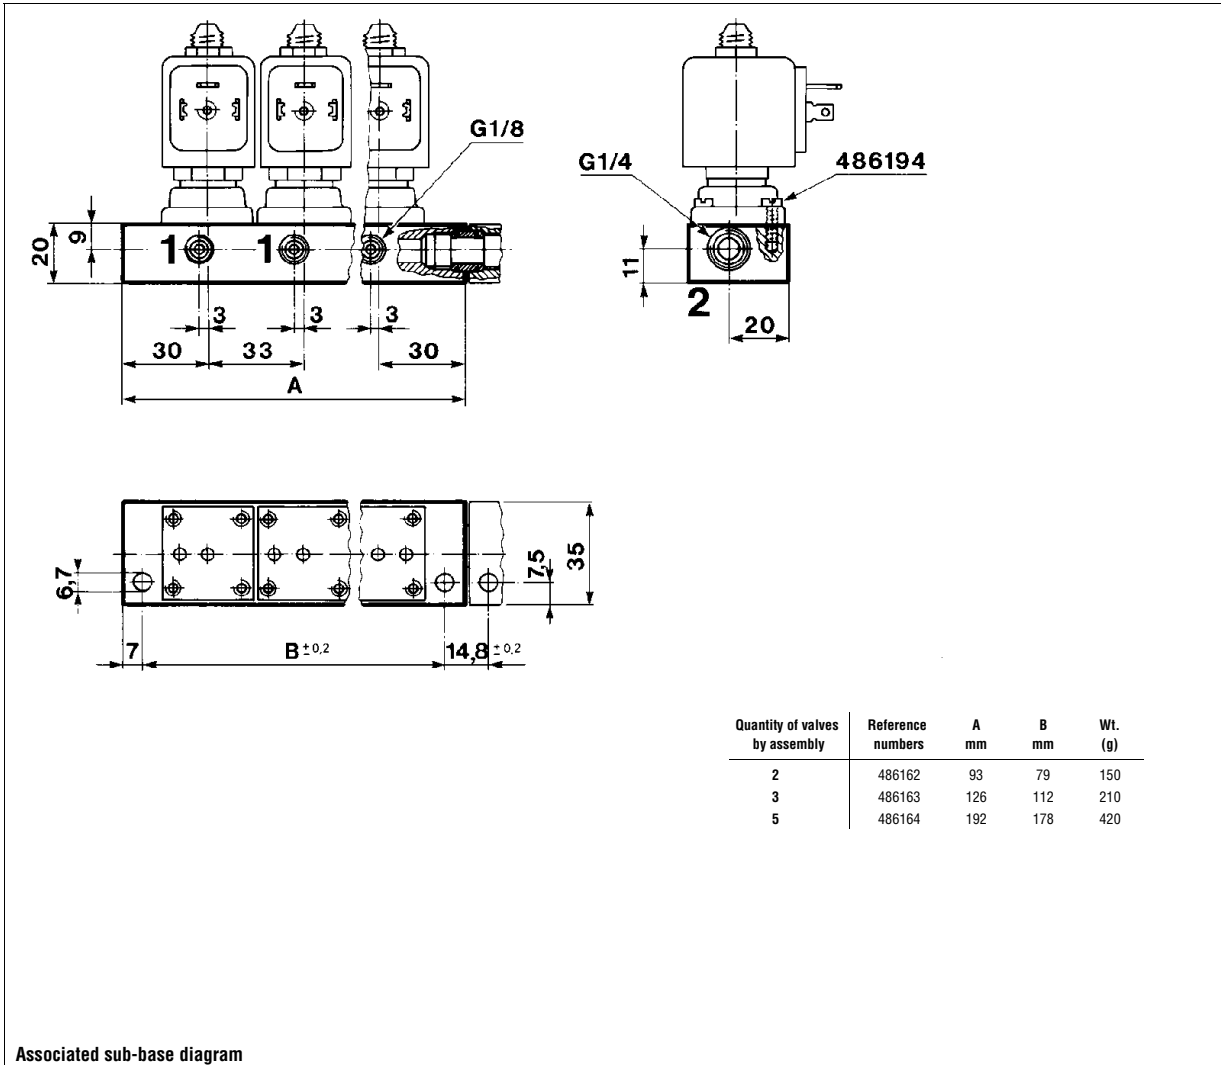 G1/8
G1/4
486194
20
9
1
1
11
2
3
3
3
20
30
33
30
A
6,7
7,5
35
7
B ±0,2
14,8 ±0,2
Quantity of valves by assembly Reference numbers A mm B mm Wt. (g)
2 486162 93 79 150
3 486163 126 112 210
5 486164 192 178 420
Associated sub-base diagram